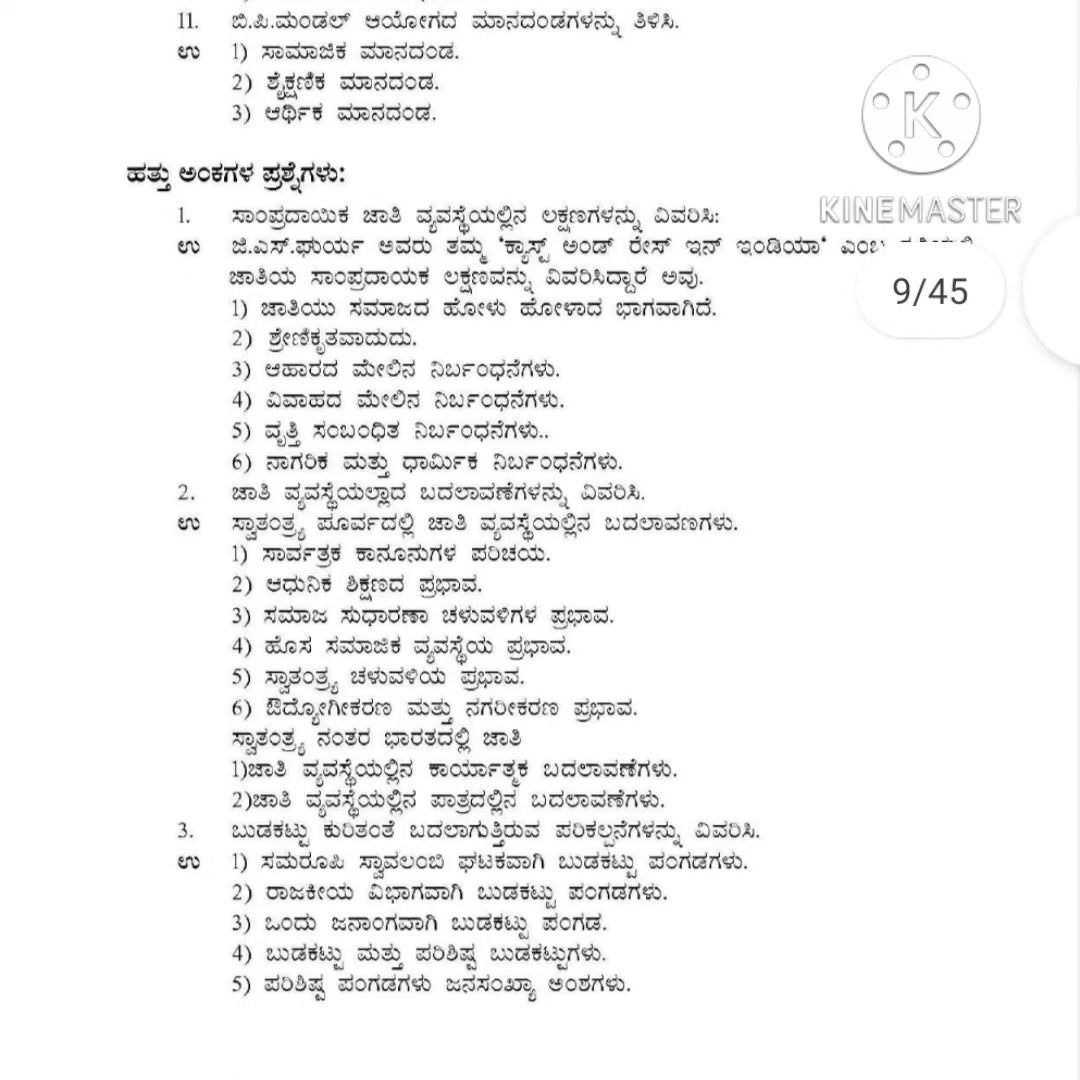 11. ಬಿ.ಪಿ.ಮಂಡಲ್ ಆಯೋಗದ ಮಾನದಂಡಗಳನ್ನು ತಿಳಿಸಿ.
ಉ 1) ಸಾಮಾಜಿಕ ಮಾನದಂಡ.
2) ಶೈಕ್ಷಣಿಕ ಮಾನದಂಡ.
3) ಆರ್ಥಿಕ ಮಾನದಂಡ.
KINEMASTER
ಹತ್ತು ಅಂಕಗಳ ಪ್ರಶ್ನೆಗಳು:
1. ಸಾಂಪ್ರದಾಯಿಕ ಜಾತಿ ವ್ಯವಸ್ಥೆಯಲ್ಲಿನ ಲಕ್ಷಣಗಳನ್ನು ವಿವರಿಸಿ:
ಉ ಜಿ.ಎಸ್.ಘುರ್ಯೆ ಅವರು ತಮ್ಮ 'ಕ್ಯಾಸ್ಟ್ ಅಂಡ್ ರೇಸ್ ಇನ್ ಇಂಡಿಯಾ' ಎಂಬ
ಜಾತಿಯ ಸಾಂಪ್ರದಾಯಕ ಲಕ್ಷಣವನ್ನು ವಿವರಿಸಿದ್ದಾರೆ ಅವು.
9/45
1) ಜಾತಿಯು ಸಮಾಜದ ಹೋಳು ಹೋಳಾದ ಭಾಗವಾಗಿದೆ.
2) ಶ್ರೇಣಿಕೃತವಾದುದು.
3) ಆಹಾರದ ಮೇಲಿನ ನಿರ್ಬಂಧನೆಗಳು.
4) ವಿವಾಹದ ಮೇಲಿನ ನಿರ್ಬಂಧನೆಗಳು.
5) ವೃತ್ತಿ ಸಂಬಂಧಿತ ನಿರ್ಬಂಧನೆಗಳು..
6) ನಾಗರಿಕ ಮತ್ತು ಧಾರ್ಮಿಕ ನಿರ್ಬಂಧನೆಗಳು.
2. ಜಾತಿ ವ್ಯವಸ್ಥೆಯಲ್ಲಾದ ಬದಲಾವಣೆಗಳನ್ನು ವಿವರಿಸಿ.
ಉ ಸ್ವಾತಂತ್ರ್ಯ ಪೂರ್ವದಲ್ಲಿ ಜಾತಿ ವ್ಯವಸ್ಥೆಯಲ್ಲಿನ ಬದಲಾವಣಗಳು.
1) ಸಾರ್ವತ್ರಕ ಕಾನೂನುಗಳ ಪರಿಚಯ.
2) ಆಧುನಿಕ ಶಿಕ್ಷಣದ ಪ್ರಭಾವ.
3) ಸಮಾಜ ಸುಧಾರಣಾ ಚಳುವಳಿಗಳ ಪ್ರಭಾವ.
4) ಹೊಸ ಸಮಾಜಿಕ ವ್ಯವಸ್ಥೆಯ ಪ್ರಭಾವ.
5) ಸ್ವಾತಂತ್ರ್ಯ ಚಳುವಳಿಯ ಪ್ರಭಾವ.
6) ಔದ್ಯೋಗೀಕರಣ ಮತ್ತು ನಗರೀಕರಣ ಪ್ರಭಾವ.
ಸ್ವಾತಂತ್ರ್ಯ ನಂತರ ಭಾರತದಲ್ಲಿ ಜಾತಿ
1)ಜಾತಿ ವ್ಯವಸ್ಥೆಯಲ್ಲಿನ ಕಾರ್ಯಾತ್ಮಕ ಬದಲಾವಣೆಗಳು.
2)ಜಾತಿ ವ್ಯವಸ್ಥೆಯಲ್ಲಿನ ಪಾತ್ರದಲ್ಲಿನ ಬದಲಾವಣೆಗಳು.
3. ಬುಡಕಟ್ಟು ಕುರಿತಂತೆ ಬದಲಾಗುತ್ತಿರುವ ಪರಿಕಲ್ಪನೆಗಳನ್ನು ವಿವರಿಸಿ.
ಉ 1) ಸಮರೂಪಿ ಸ್ವಾವಲಂಬಿ ಘಟಕವಾಗಿ ಬುಡಕಟ್ಟು ಪಂಗಡಗಳು.
2) ರಾಜಕೀಯ ವಿಭಾಗವಾಗಿ ಬುಡಕಟ್ಟು ಪಂಗಡಗಳು.
3) ಒಂದು ಜನಾಂಗವಾಗಿ ಬುಡಕಟ್ಟು ಪಂಗಡ.
4) ಬುಡಕಟ್ಟು ಮತ್ತು ಪರಿಶಿಷ್ಟ ಬುಡಕಟ್ಟುಗಳು.
5) ಪರಿಶಿಷ್ಟ ಪಂಗಡಗಳು ಜನಸಂಖ್ಯಾ ಅಂಶಗಳು.